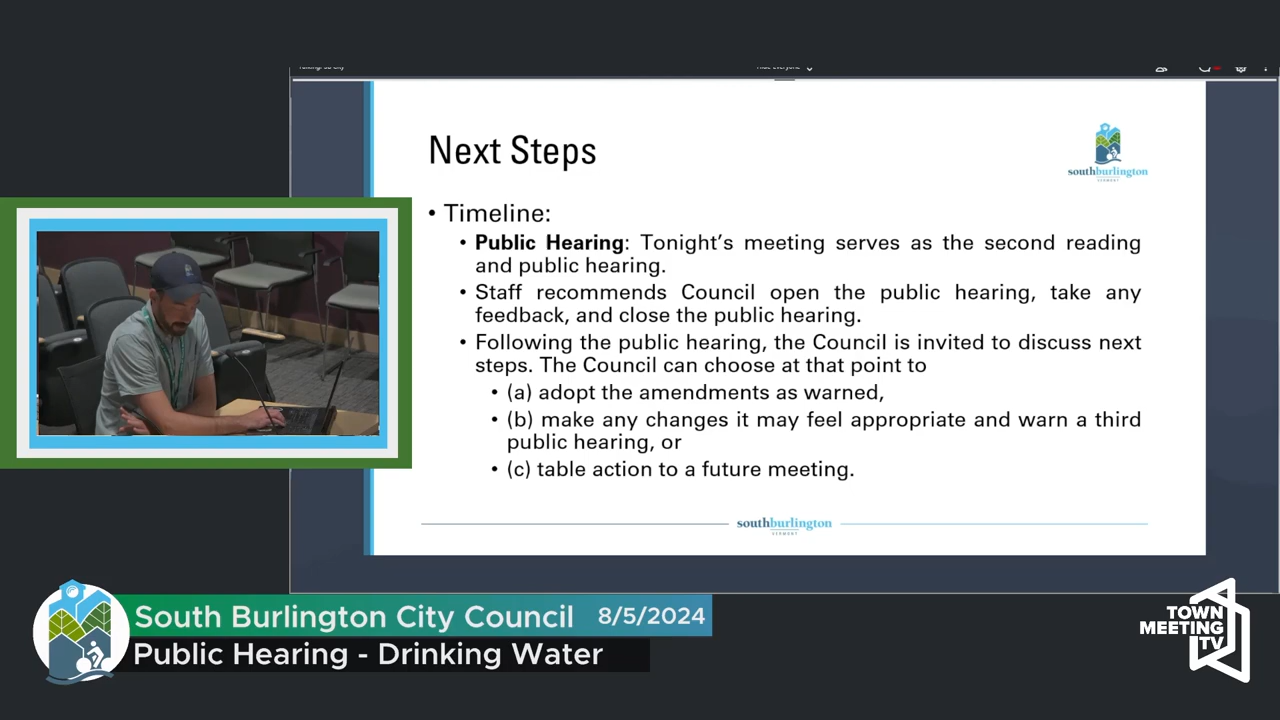 Next Steps
southburlington
VERMONT
• Timeline:
• Public Hearing: Tonight's meeting serves as the second reading
and public hearing.
• Staff recommends Council open the public hearing, take any
feedback, and close the public hearing.
• Following the public hearing, the Council is invited to discuss next
steps. The Council can choose at that point to
• (a) adopt the amendments as warned,
• (b) make any changes it may feel appropriate and warn a third
public hearing, or
• (c) table action to a future meeting.
southburlington
VERMONT
South Burlington City Council 8/5/2024
Public Hearing - Drinking Water
TOWN
MEETING
TV